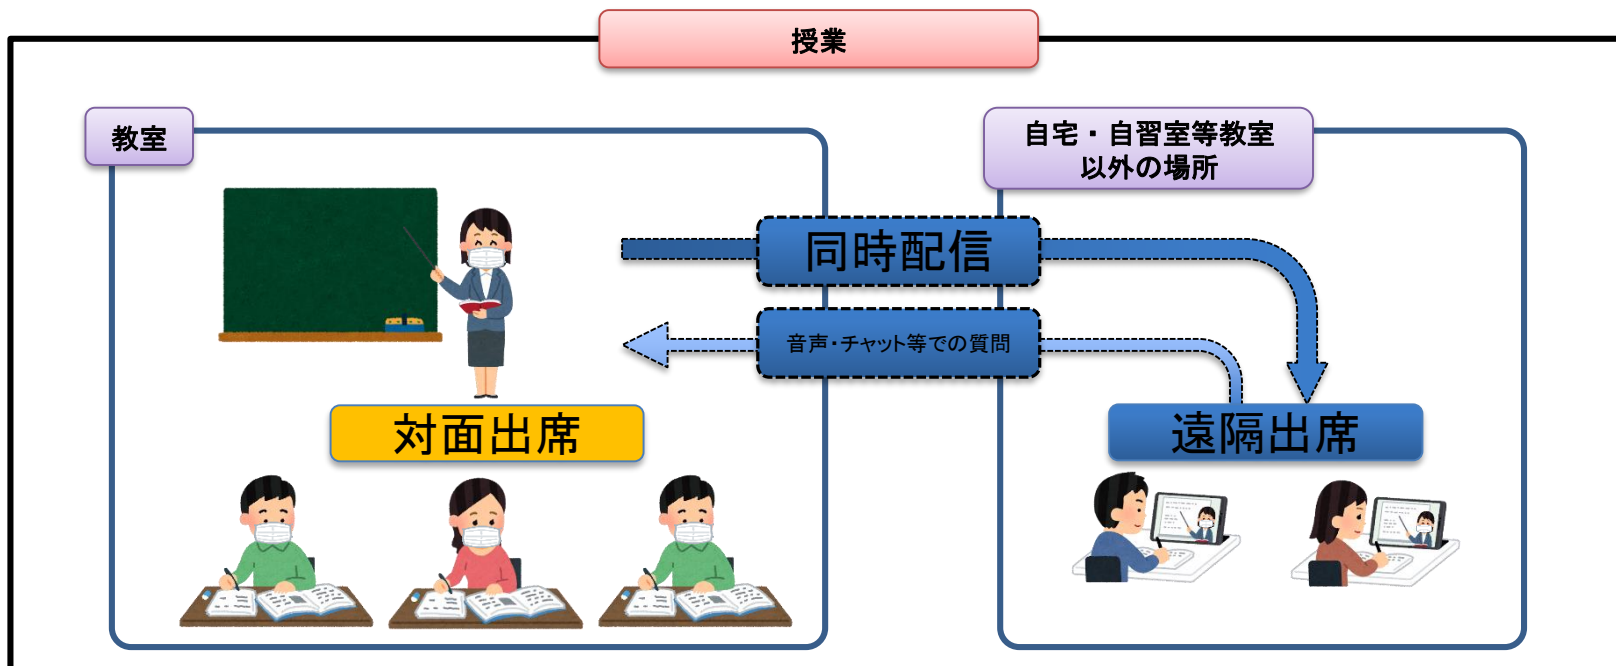 授業
教室
自宅・自習室等教室
以外の場所
同時配信
音声・チャット等での質問
対面出席
遠隔出席